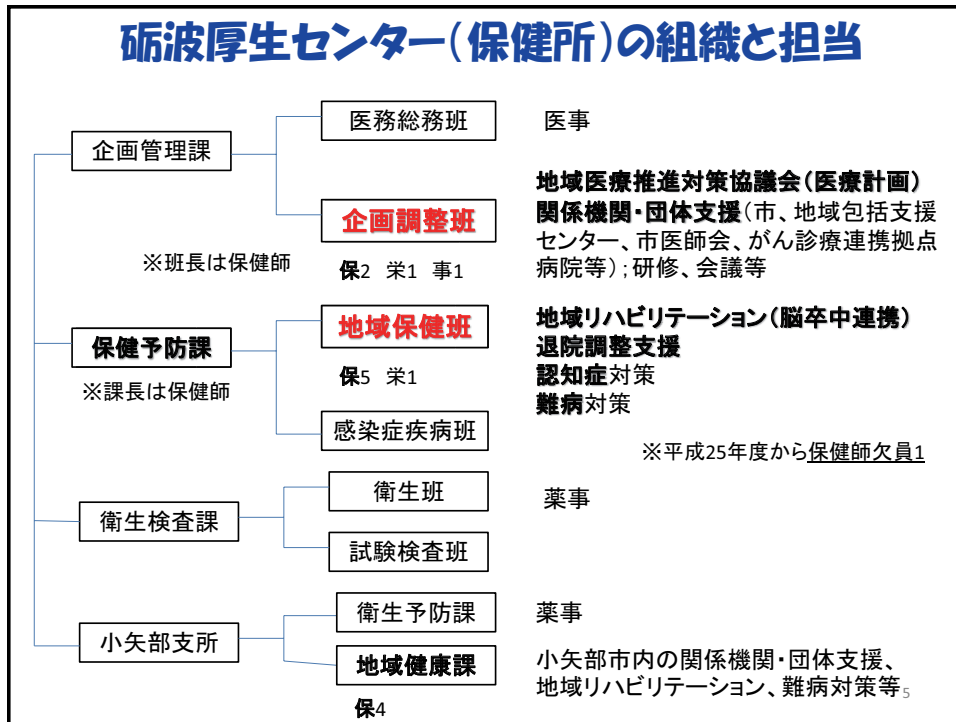 砺波厚生センター(保健所)の組織と担当
企画管理課
医務総務班
医事
企画調整班
※班長は保健師
保2 栄1 事1
地域医療推進対策協議会(医療計画)
関係機関・団体支援(市、地域包括支援
センター、市医師会、がん診療連携拠点
病院等);研修、会議等
保健予防課
※課長は保健師
地域保健班
保5 栄1
地域リハビリテーション(脳卒中連携)
退院調整支援
認知症対策
難病対策
感染症疾病班
※平成25年度から保健師欠員1
衛生検査課
衛生班
薬事
試験検査班
小矢部支所
衛生予防課
薬事
地域健康課
保4
小矢部市内の関係機関・団体支援、
地域リハビリテーション、難病対策等
5